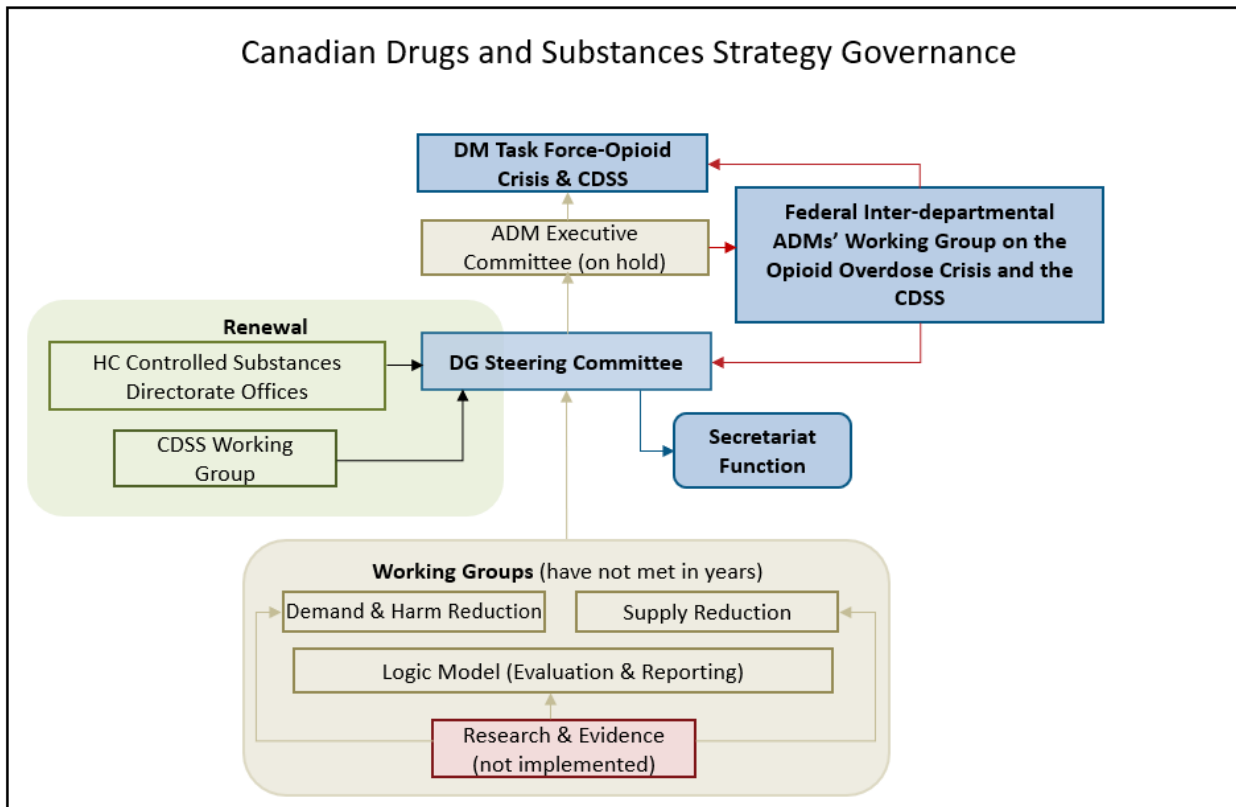 Canadian Drugs and Substances Strategy Governance
DM Task Force-Opioid
Crisis & CDSS
Federal Inter-departmental
ADMs’ Working Group on the
Opioid Overdose Crisis and the
CDSS
ADM Executive
Committee (on hold)
Renewal
HC Controlled Substances
Directorate Offices
DG Steering Committee
CDSS Working
Group
Secretariat
Function
Working Groups (have not met in years)
Demand & Harm Reduction
Supply Reduction
Logic Model (Evaluation & Reporting)
Research & Evidence
(not implemented)